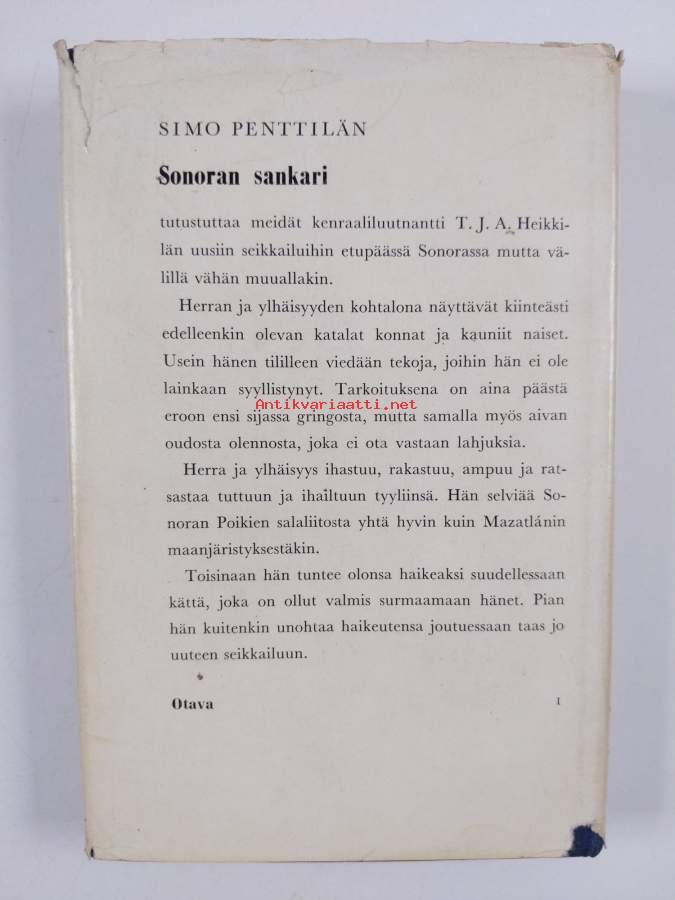 SIMO PENTTILÄN
Sonoran sankari
tutustuttaa meidät kenraaliluutnantti T. J. A. Heikki-
län uusiin seikkailuihin etupäässä Sonorassa mutta vä-
lillä vähän muuallakin.
Herran ja ylhäisyyden kohtalona näyttävät kiinteästi
edelleenkin olevan katalat konnat ja kauniit naiset.
Usein hänen tililleen viedään tekoja, joihin hän ei ole
lainkaan syyllistynyt. Tarkoituksena on aina päästä
Antikvariaatti.net
eroon ensi sijassa gringosta, mutta samalla myös aivan
oudosta olennosta, joka ei ota vastaan lahjuksia.
Herra ja ylhäisyys ihastuu, rakastuu, ampuu ja rat-
sastaa tuttuun ja ihailtuun tyyliinsä. Hän selviää So-
noran Poikien salaliitosta yhtä hyvin kuin Mazatlánin
maanjäristyksestäkin.
Toisinaan hän tuntee olonsa haikeaksi suudellessaan
kättä, joka on ollut valmis surmaamaan hänet. Pian
hän kuitenkin unohtaa haikeutensa joutuessaan taas jo
uuteen seikkailuun.
Otava
1